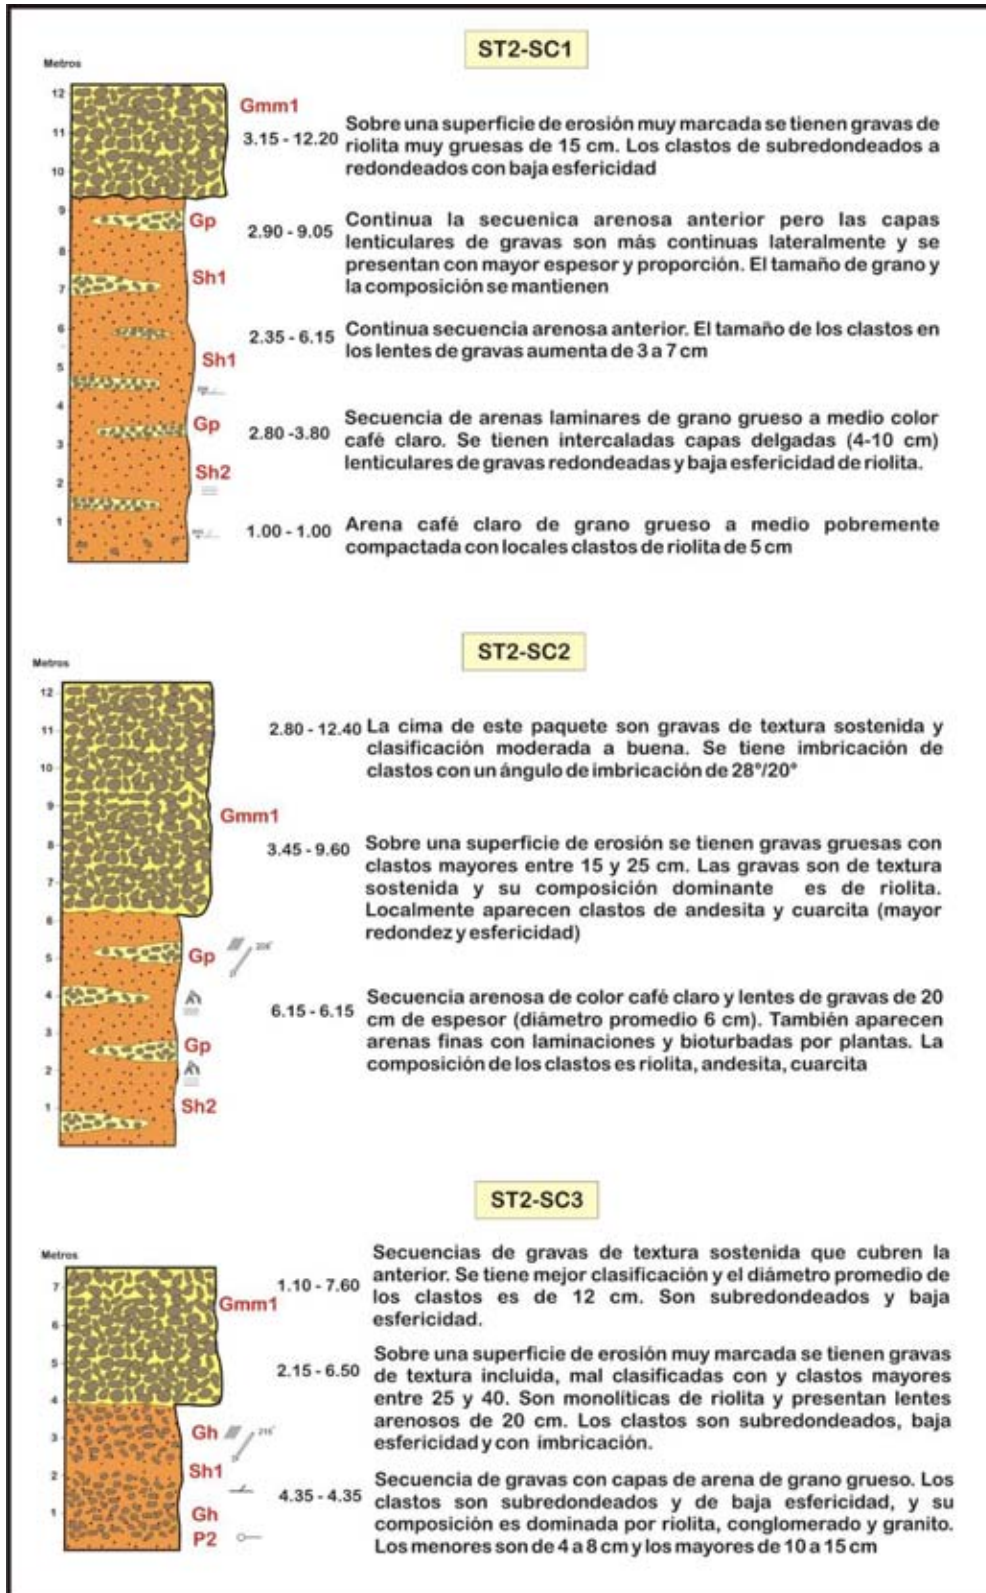 ST2-SC1
Metros
12
11
10
9
8
7
6
5
4
3
2
1
Gmm1
3.15 - 12.20
Sobre una superficie de erosión muy marcada se tienen gravas de
riolita muy gruesas de 15 cm. Los clastos de subredondeados a
redondeados con baja esfericidad
Gp
2.90 - 9.05
Continua la secuenica arenosa anterior pero las capas
lenticulares de gravas son más continuas lateralmente y se
presentan con mayor espesor y proporción. El tamaño de grano y
la composición se mantienen
Sh1
2.35 - 6.15
Continua secuencia arenosa anterior. El tamaño de los clastos en
los lentes de gravas aumenta de 3 a 7 cm
Sh1
Gp
2.80 -3.80
Secuencia de arenas laminares de grano grueso a medio color
café claro. Se tienen intercaladas capas delgadas (4-10 cm)
lenticulares de gravas redondeadas y baja esfericidad de riolita.
Sh2
1.00 - 1.00
Arena café claro de grano grueso a medio pobremente
compactada con locales clastos de riolita de 5 cm
ST2-SC2
Metros
12
11
10
9
8
7
6
5
4
3
2
1
2.80 - 12.40
La cima de este paquete son gravas de textura sostenida y
clasificación moderada a buena. Se tiene imbricación de
clastos con un ángulo de imbricación de 28°/20°
Gmm1
3.45 - 9.60
Sobre una superficie de erosión se tienen gravas gruesas con
clastos mayores entre 15 y 25 cm. Las gravas son de textura
sostenida y su composición dominante es de riolita.
Localmente aparecen clastos de andesita y cuarcita (mayor
redondez y esfericidad)
Gp
6.15 - 6.15
Secuencia arenosa de color café claro y lentes de gravas de 20
cm de espesor (diámetro promedio 6 cm). También aparecen
arenas finas con laminaciones y bioturbadas por plantas. La
composición de los clastos es riolita, andesita, cuarcita
Gp
Sh2
ST2-SC3
Metros
7
6
5
4
3
2
1
1.10 - 7.60
Gmm1
Secuencias de gravas de textura sostenida que cubren la
anterior. Se tiene mejor clasificación y el diámetro promedio de
los clastos es de 12 cm. Son subredondeados y baja
esfericidad.
2.15 - 6.50
Sobre una superficie de erosión muy marcada se tienen gravas
de textura incluida, mal clasificadas con y clastos mayores
entre 25 y 40. Son monolíticas de riolita y presentan lentes
arenosos de 20 cm. Los clastos son subredondeados, baja
esfericidad y con imbricación.
Gh
Sh1
4.35 - 4.35
Secuencia de gravas con capas de arena de grano grueso. Los
clastos son subredondeados y de baja esfericidad, y su
composición es dominada por riolita, conglomerado y granito.
Los menores son de 4 a 8 cm y los mayores de 10 a 15 cm
Gh
P2